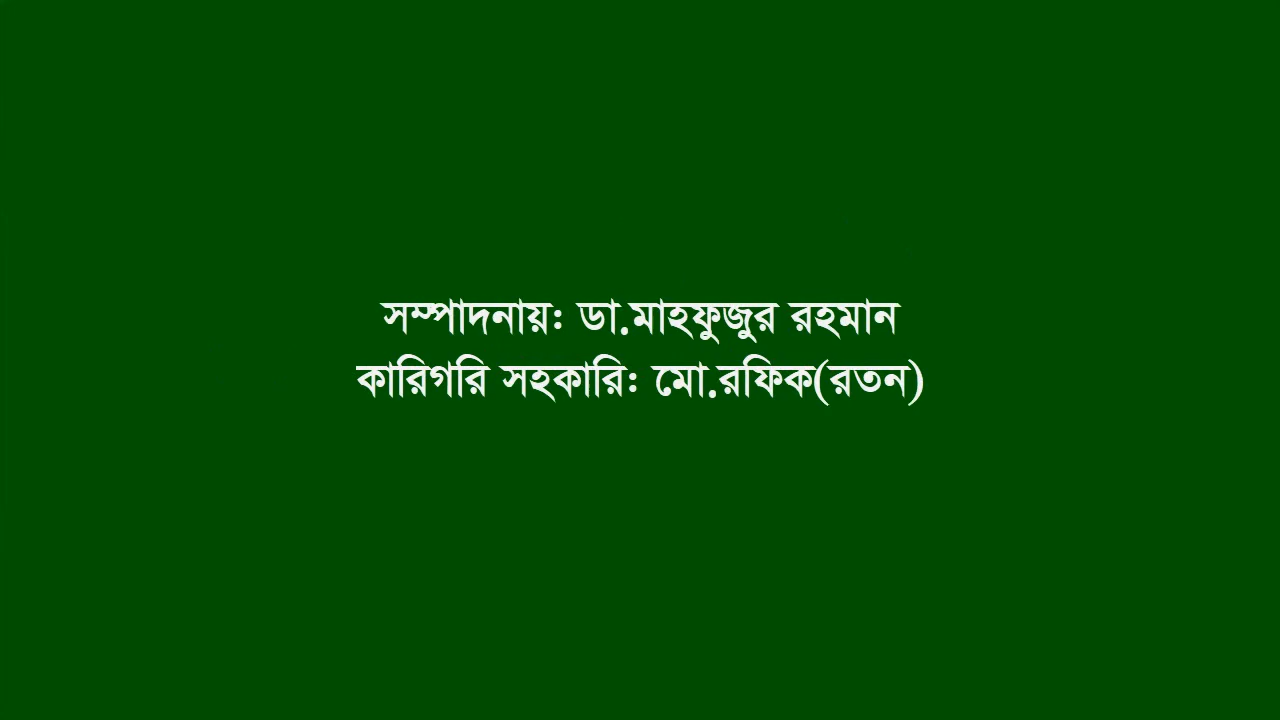 সম্পাদনায়ঃ ডা.মাহফুজুর রহমান
কারিগরি সহকারিঃ মো.রফিক(রতন)